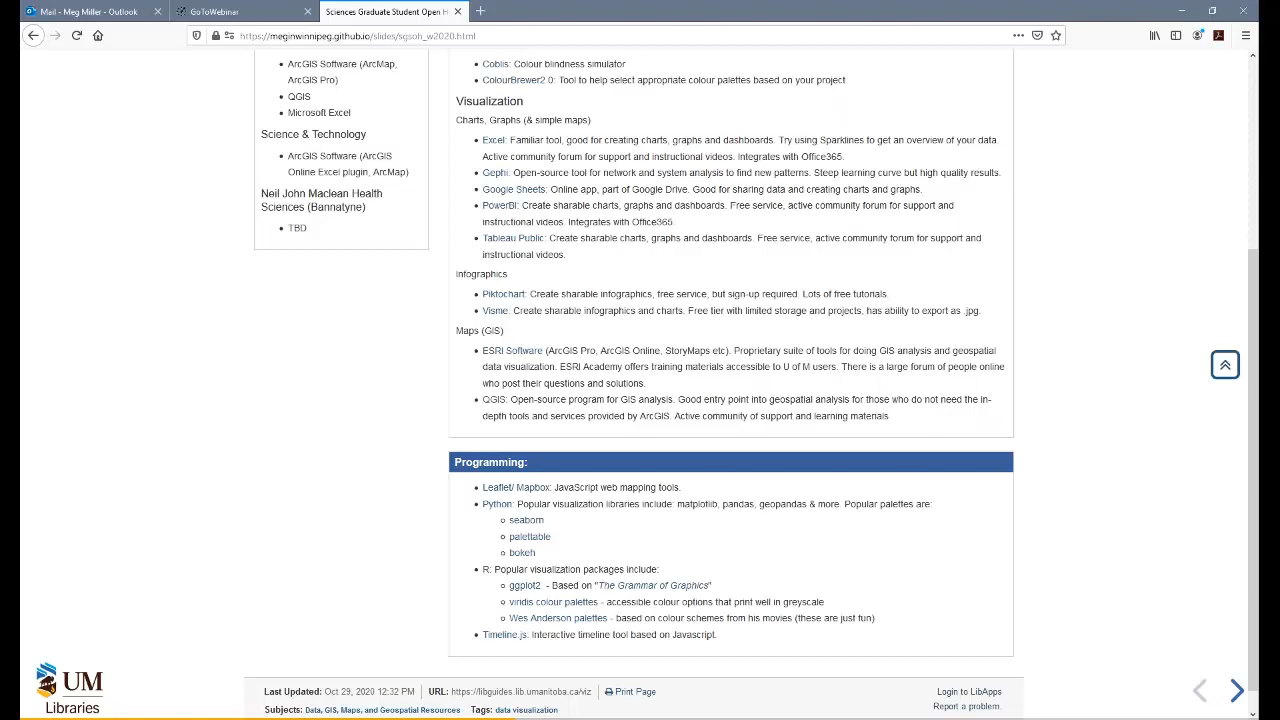 Mail - Meg Miller - Outlook
GoToWebinar
Sciences Graduate Student Open H
https://meginwinnipeg.github.io/slides/sgsoh_w2020.html
ArcGIS Software (ArcMap,
ArcGIS Pro)
QGIS
Microsoft Excel
Science & Technology
ArcGIS Software (ArcGIS
Online Excel plugin, ArcMap)
Neil John Maclean Health
Sciences (Bannatyne)
TBD
Coblis: Colour blindness simulator
ColourBrewer2.0: Tool to help select appropriate colour palettes based on your project.
Visualization
Charts, Graphs (& simple maps)
Excel: Familiar tool, good for creating charts, graphs and dashboards. Try using Sparklines to get an overview of your data.
Active community forum for support and instructional videos. Integrates with Office365.
Gephi: Open-source tool for network and system analysis to find new patterns. Steep learning curve but high quality results.
Google Sheets: Online app, part of Google Drive. Good for sharing data and creating charts and graphs.
PowerBI: Create sharable charts, graphs and dashboards. Free service, active community forum for support and
instructional videos. Integrates with Office365.
Tableau Public: Create sharable charts, graphs and dashboards. Free service, active community forum for support and
instructional videos.
Infographics
Piktochart: Create sharable infographics, free service, but sign-up required. Lots of free tutorials.
Visme: Create sharable infographics and charts. Free tier with limited storage and projects, has ability to export as .jpg.
Maps (GIS)
ESRI Software (ArcGIS Pro, ArcGIS Online, StoryMaps etc). Proprietary suite of tools for doing GIS analysis and geospatial
data visualization. ESRI Academy offers training materials accessible to U of M users. There is a large forum of people online
who post their questions and solutions.
QGIS: Open-source program for GIS analysis. Good entry point into geospatial analysis for those who do not need the in-
depth tools and services provided by ArcGIS. Active community of support and learning materials
Programming:
Leaflet/ Mapbox: JavaScript web mapping tools.
Python: Popular visualization libraries include: matplotlib, pandas, geopandas & more. Popular palettes are:
seaborn
palettable
bokeh
R: Popular visualization packages include:
ggplot2 - Based on "The Grammar of Graphics"
viridis colour palettes - accessible colour options that print well in greyscale
Wes Anderson palettes - based on colour schemes from his movies (these are just fun)
Timeline.js. Interactive timeline tool based on Javascript.
UM
Libraries
Last Updated: Oct 29, 2020 12:32 PM
URL: https://libguides.lib.umanitoba.ca/viz
Print Page
Login to LibApps
Subjects: Data, GIS, Maps, and Geospatial Resources
Tags: data visualization
Report a problem.